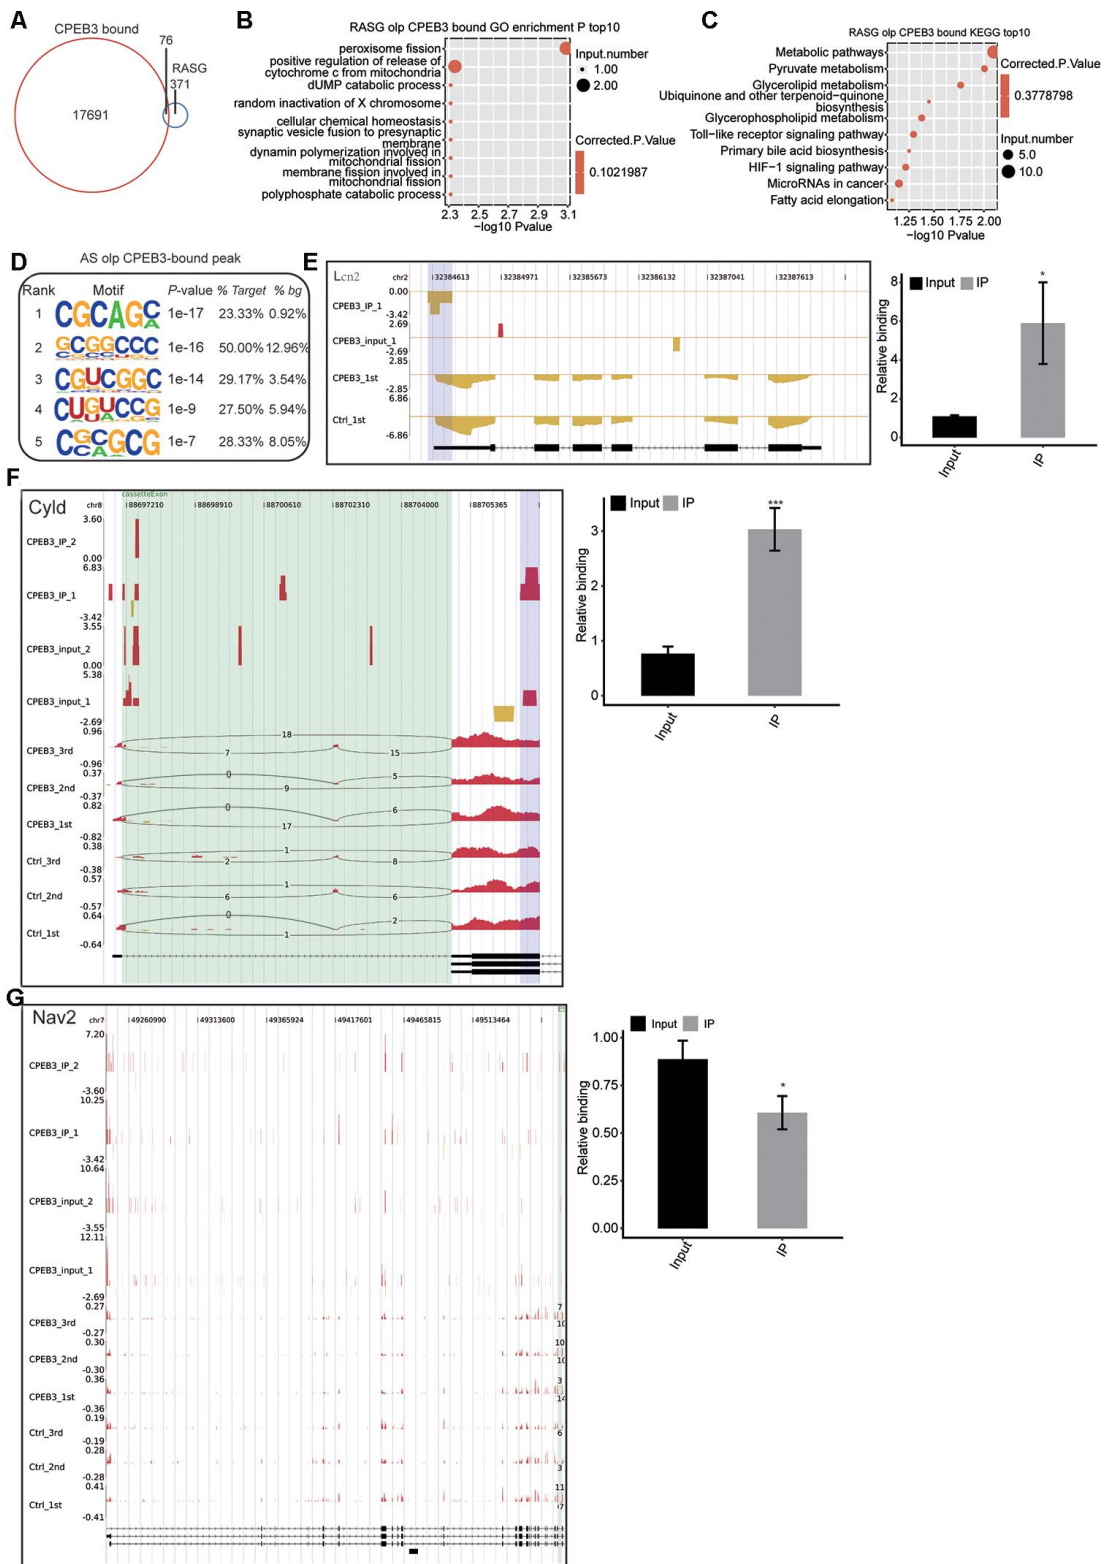 A
CPEB3 bound
76
RASG
371
17691
B
RASG olp CPEB3 bound GO enrichment P top10
peroxisome fission
positive regulation of release of
cytochrome c from mitochondria
dUMP catabolic process
random inactivation of X chromosome
cellular chemical homeostasis
synaptic vesicle fusion to presynaptic
membrane
dynamin polymerization involved in
mitochondrial fission
membrane fission involved in
mitochondrial fission
polyphosphate catabolic process
2.3 2.5 2.7 2.9 3.1
−log10 Pvalue
Input.number
1.00
2.00
Corrected.P.Value
0.1021987
C
RASG olp CPEB3 bound KEGG top10
Metabolic pathways
Pyruvate metabolism
Glycerolipid metabolism
Ubiquinone and other terpenoid−quinone
biosynthesis
Glycerophospholipid metabolism
Toll−like receptor signaling pathway
Primary bile acid biosynthesis
HIF−1 signaling pathway
MicroRNAs in cancer
Fatty acid elongation
1.25 1.50 1.75 2.00
−log10 Pvalue
Corrected.P.Value
0.3778798
Input.number
5.0
10.0
D
AS olp CPEB3-bound peak
Rank Motif P-value % Target % bg
1 CGCAGC 1e-17 23.33% 0.92%
A
2 GCGGCCC 1e-16 50.00% 12.96%
3 CGUCGGC 1e-14 29.17% 3.54%
4 CUGUCCG 1e-9 27.50% 5.94%
5 CGCGCG 1e-7 28.33% 8.05%
E
Lcn2
chr2 32384613 32384971 32385673 32386132 32387041 32387613
0.00
CPEB3_IP_1
-3.42
2.69
CPEB3_input_1
-2.69
2.85
CPEB3_1st
-2.85
6.86
Ctrl_1st
-6.86
Input IP
*
Relative binding
8
6
4
2
0
Input
IP
F
cassetteExon
Cyld
chr8 88697210 88698910 88700610 88702310 88704000 88705365
3.60
CPEB3_IP_2
0.00
6.83
CPEB3_IP_1
-3.42
3.55
CPEB3_input_2
0.00
5.38
CPEB3_input_1
-2.69
0.96
18
CPEB3_3rd
7 15
-0.96
0.37
0 5
CPEB3_2nd
9
-0.37
0.82
0 6
CPEB3_1st
17
-0.82
0.38
1
Ctrl_3rd
2 8
-0.38
0.57
1
Ctrl_2nd
6 6
-0.57
0.64
0 2
Ctrl_1st
1
-0.64
Input IP
***
Relative binding
3
2
1
0
Input
IP
G
Nav2
chr7 49260990 49313600 49365924 49417601 49465815 49513464
7.20
CPEB3_IP_2
-3.60
10.25
CPEB3_IP_1
-3.42
10.64
CPEB3_input_2
-3.55
12.11
CPEB3_input_1
-2.69
0.27
7
CPEB3_3rd
10
-0.27
0.30
10
CPEB3_2nd
10
-0.30
0.36
3
CPEB3_1st
14
-0.36
0.19
Ctrl_3rd
6
-0.19
0.28
Ctrl_2nd
3
-0.28
0.41
11
Ctrl_1st
7
-0.41
Input IP
*
Relative binding
1.00
0.75
0.50
0.25
0.00
Input
IP